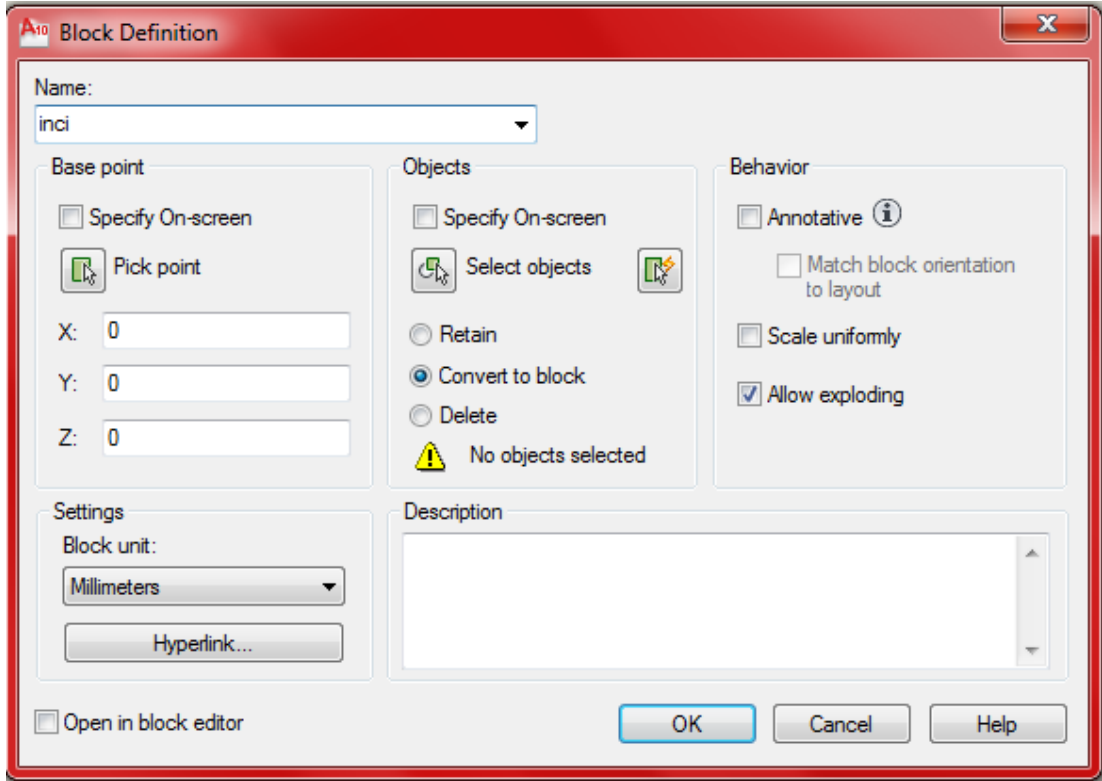 A10 Block Definition
Name:
inci
Base point
Specify On-screen
Pick point
X: 0
Y: 0
Z: 0
Objects
Specify On-screen
Select objects
Retain
Convert to block
Delete
No objects selected
Behavior
Annotative
Match block orientation
to layout
Scale uniformly
Allow exploding
Settings
Block unit:
Millimeters
Hyperlink...
Description
Open in block editor
OK
Cancel
Help